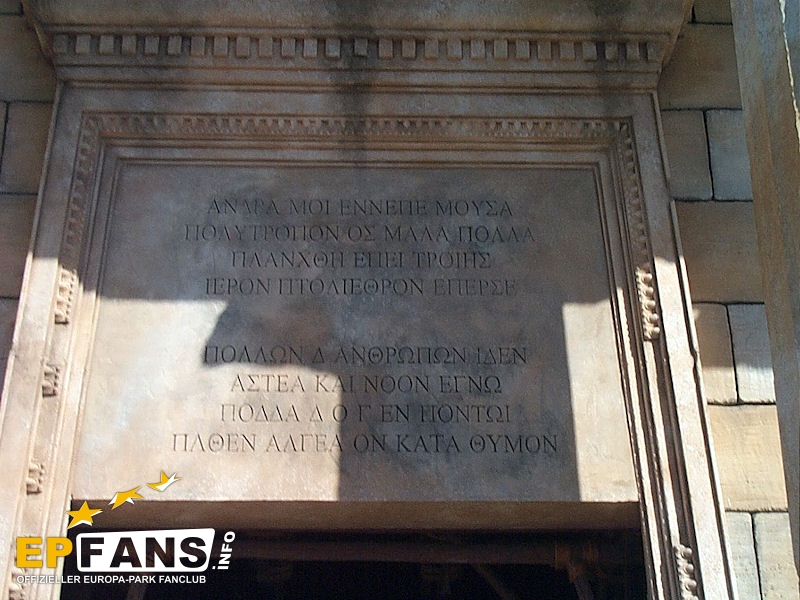 ΑΝΔΡΑ ΜΟΙ ΕΝΝΕΠΕ ΜΟΥΣΑ
ΠΟΛΥΤΡΟΠΟΝ ΟΣ ΜΑΛΑ ΠΟΛΛΑ
ΠΛΑΝΧΘΗ ΕΠΕΙ ΤΡΟΙΗΣ
ΙΕΡΟΝ ΠΤΟΛΙΕΘΡΟΝ ΕΠΕΡΣΕ
ΠΟΛΛΩΝ Δ ΑΝΘΡΩΠΩΝ ΙΔΕΝ
ΑΣΤΕΑ ΚΑΙ ΝΟΟΝ ΕΓΝΩ
ΠΟΔΛΑ Δ Ο Γ ΕΝ ΠΟΝΤΩΙ
ΠΑΘΕΝ ΑΛΓΕΑ ΟΝ ΚΑΤΑ ΘΥΜΟΝ
EPFANS.INFO
OFFIZIELLER EUROPA-PARK FANCLUB